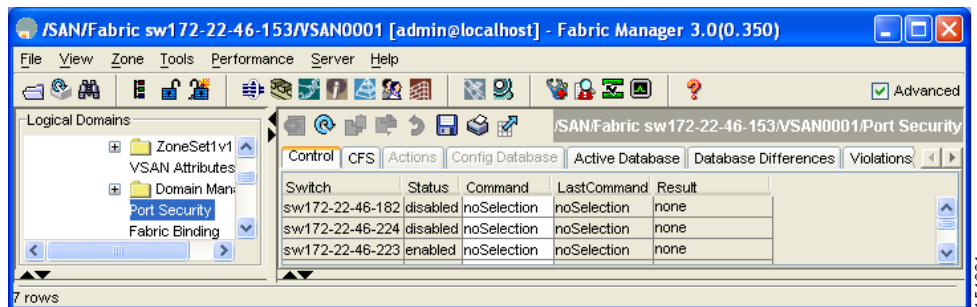 /SAN/Fabric sw172-22-46-153/VSAN0001 [admin@localhost] - Fabric Manager 3.0(0.350)
File View Zone Tools Performance Server Help
Advanced
Logical Domains
ZoneSet1v1
VSAN Attributes
Domain Man
Port Security
Fabric Binding
/SAN/Fabric sw172-22-46-153/VSAN0001/Port Security
Control CFS Actions Config Database Active Database Database Differences Violations
Switch Status Command LastCommand Result
sw172-22-46-182 disabled noSelection noSelection none
sw172-22-46-224 disabled noSelection noSelection none
sw172-22-46-223 enabled noSelection noSelection none
7 rows